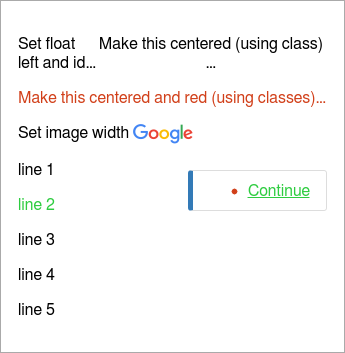 Set float
left and id...
Make this centered (using class)
...
Make this centered and red (using classes)...
Set image width Google
line 1
line 2
Continue
line 3
line 4
line 5